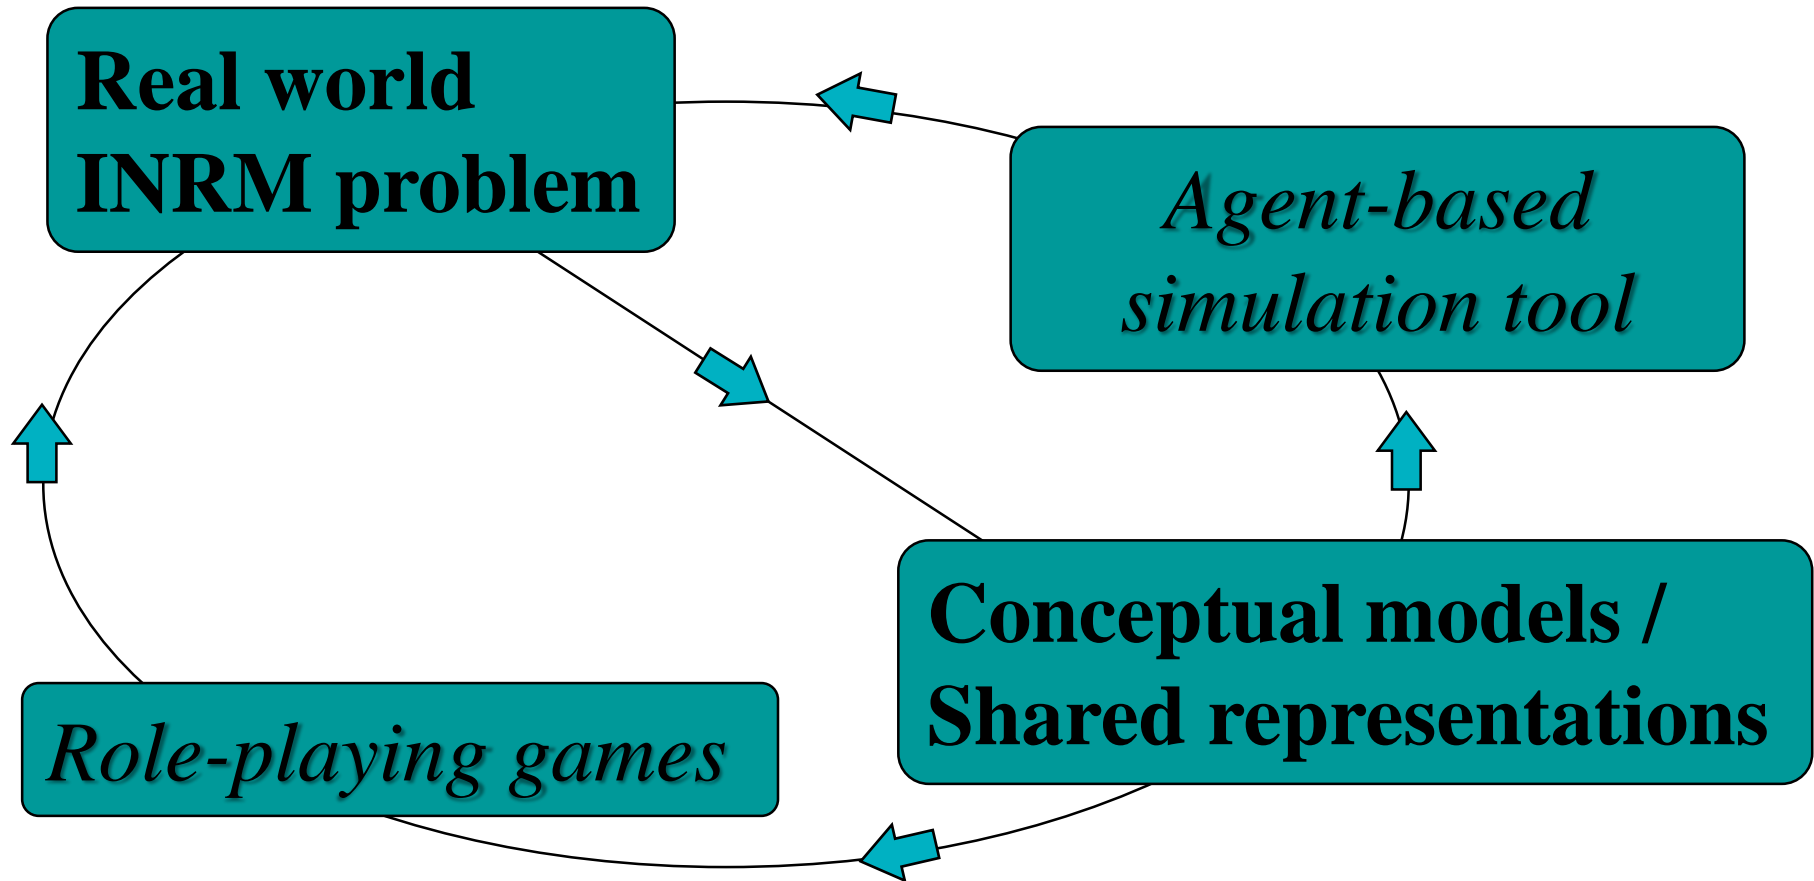 Real world
INRM problem
Agent-based
simulation tool
Conceptual models /
Shared representations
Role-playing games